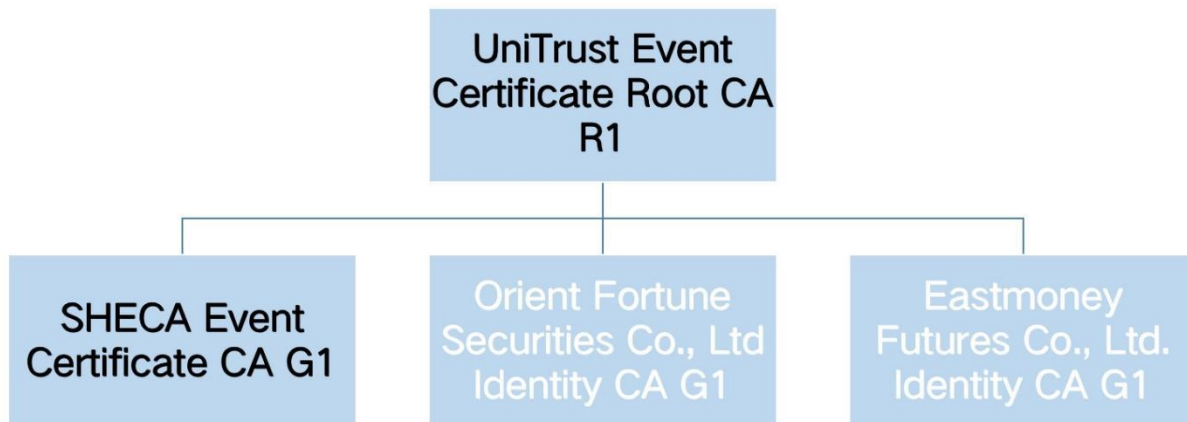 UniTrust Event
Certificate Root CA
R1
SHECA Event
Certificate CA G1
Orient Fortune
Securities Co., Ltd
Identity CA G1
Eastmoney
Futures Co., Ltd.
Identity CA G1